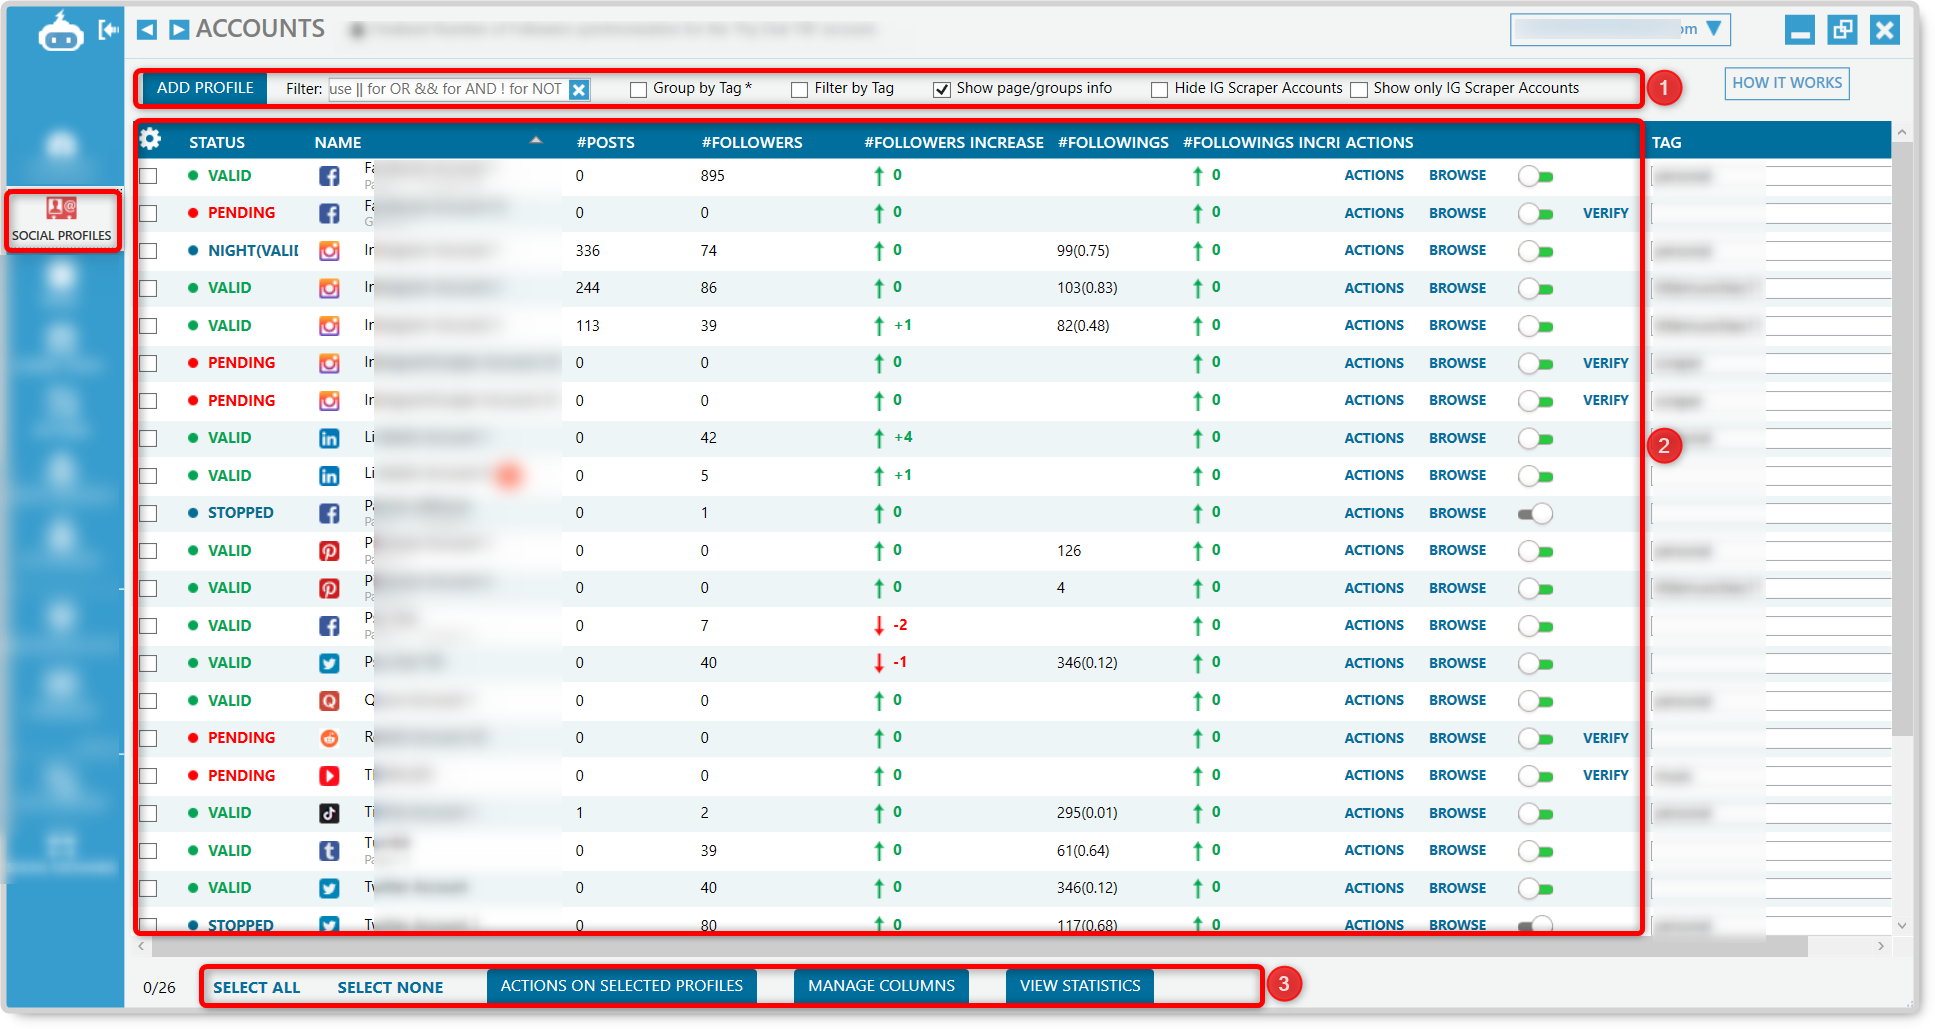 ACCOUNTS
om
ADD PROFILE Filter: use || for OR && for AND ! for NOT Group by Tag * Filter by Tag Show page/groups info Hide IG Scraper Accounts Show only IG Scraper Accounts 1 HOW IT WORKS
SOCIAL PROFILES
STATUS NAME #POSTS #FOLLOWERS #FOLLOWERS INCREASE #FOLLOWINGS #FOLLOWINGS INCRI ACTIONS TAG
VALID 0 895 0 0 ACTIONS BROWSE
PENDING 0 0 0 0 ACTIONS BROWSE VERIFY
NIGHT(VALI 336 74 0 99(0.75) 0 ACTIONS BROWSE
VALID 244 86 0 103(0.83) 0 ACTIONS BROWSE
VALID 113 39 +1 82(0.48) 0 ACTIONS BROWSE
PENDING 0 0 0 0 ACTIONS BROWSE VERIFY
PENDING 0 0 0 0 ACTIONS BROWSE VERIFY
VALID 0 42 +4 0 ACTIONS BROWSE 2
VALID 0 5 +1 0 ACTIONS BROWSE
STOPPED 0 1 0 0 ACTIONS BROWSE
VALID 0 0 0 126 0 ACTIONS BROWSE
VALID 0 0 0 4 0 ACTIONS BROWSE
VALID 0 7 -2 0 ACTIONS BROWSE
VALID 0 40 -1 346(0.12) 0 ACTIONS BROWSE
VALID 0 0 0 0 ACTIONS BROWSE
PENDING 0 0 0 0 ACTIONS BROWSE VERIFY
PENDING 0 0 0 0 ACTIONS BROWSE VERIFY
VALID 1 2 0 295(0.01) 0 ACTIONS BROWSE
VALID 0 39 0 61(0.64) 0 ACTIONS BROWSE
VALID 0 40 0 346(0.12) 0 ACTIONS BROWSE
STOPPED 0 80 0 117(0.68) 0 ACTIONS BROWSE
0/26 SELECT ALL SELECT NONE ACTIONS ON SELECTED PROFILES MANAGE COLUMNS VIEW STATISTICS 3